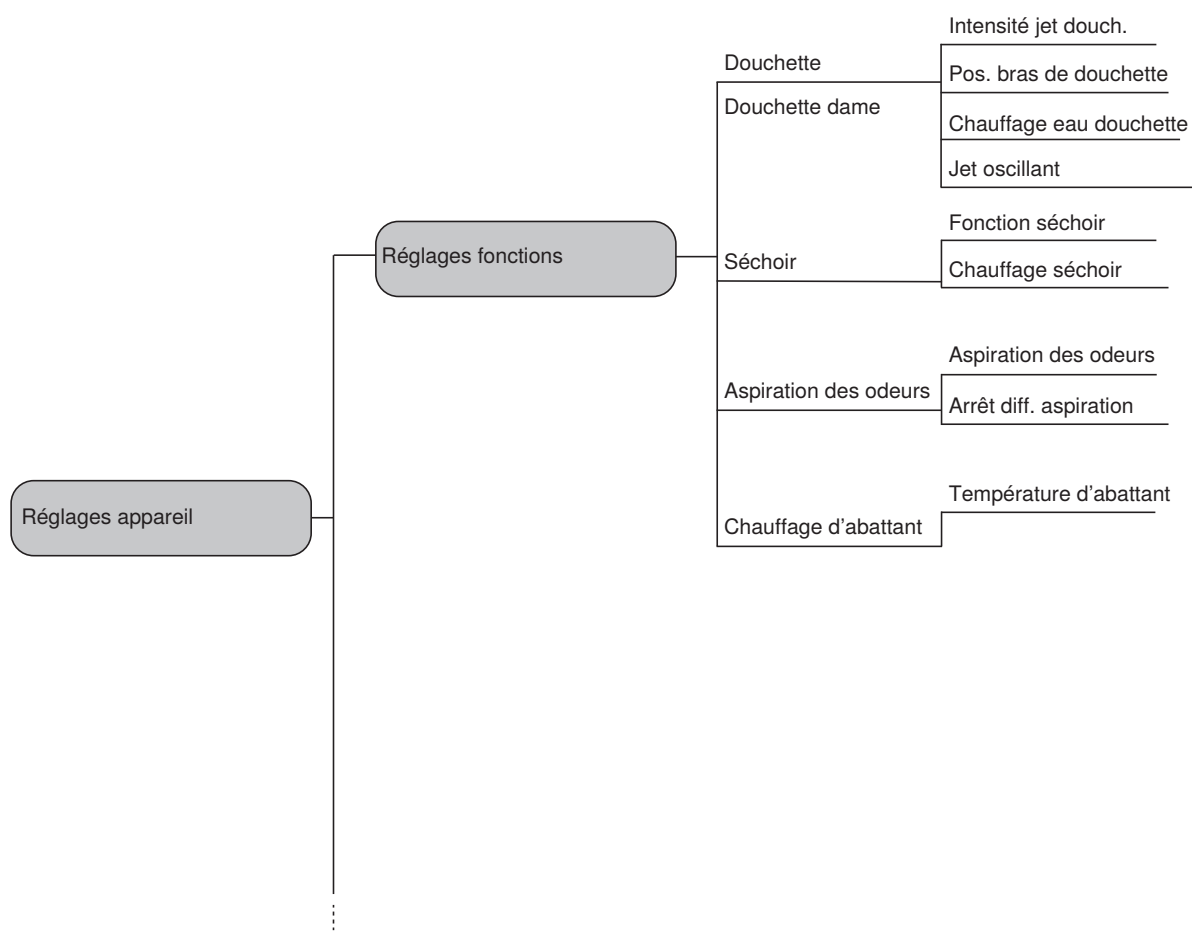 Intensité jet douch.
Douchette
Pos. bras de douchette
Douchette dame
Chauffage eau douchette
Jet oscillant
Fonction séchoir
Réglages fonctions
Séchoir
Chauffage séchoir
Aspiration des odeurs
Aspiration des odeurs
Arrêt diff. aspiration
Température d’abattant
Réglages appareil
Chauffage d’abattant